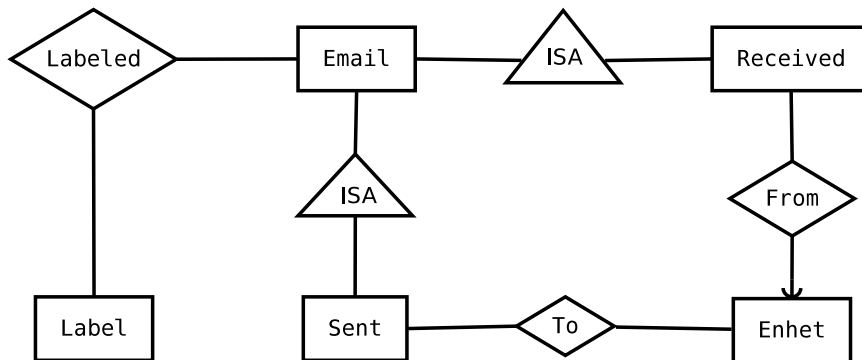 Labeled
Email
ISA
Received
ISA
From
Label
Sent
To
Enhet